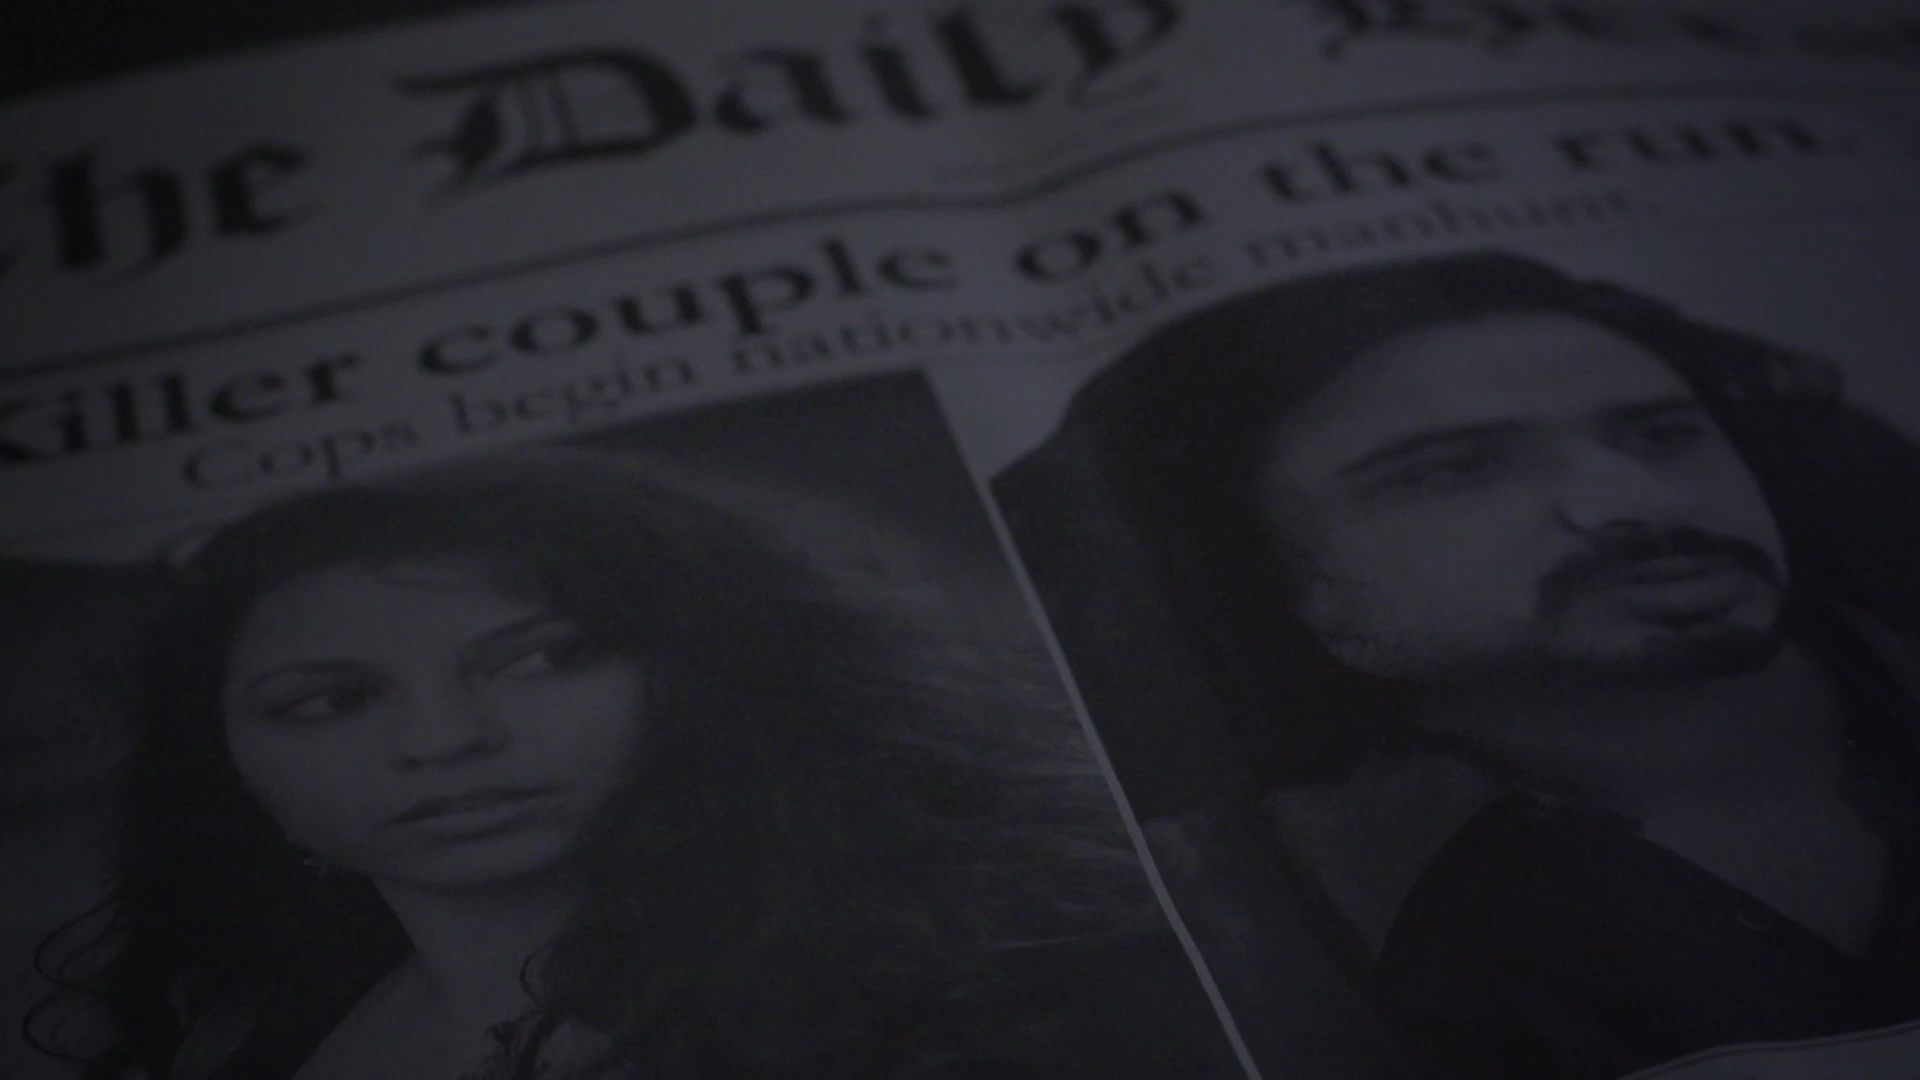 The Daily
Killer couple on the run.
Cops begin nationwide manhunt.